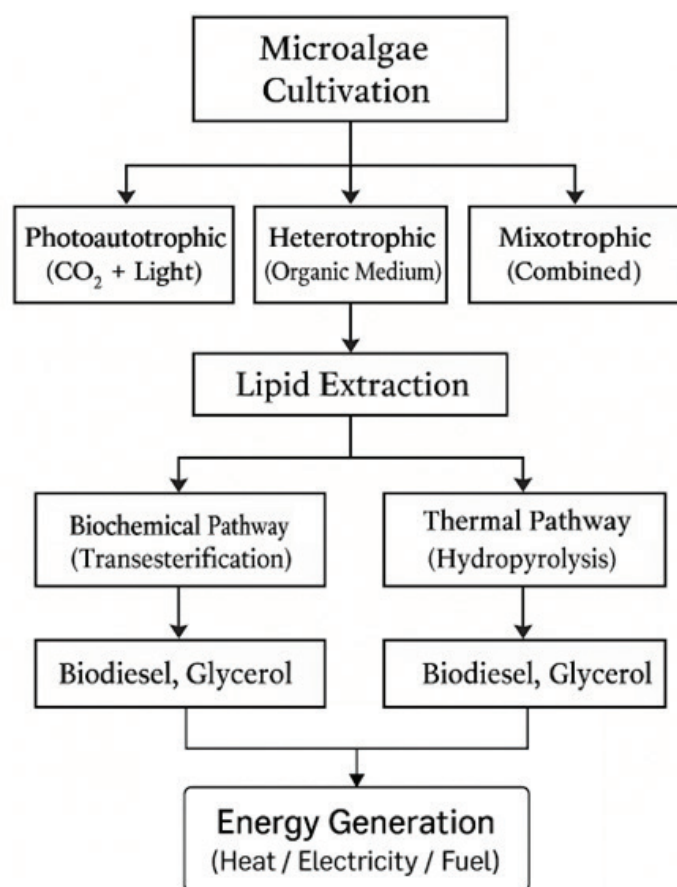 Microalgae
Cultivation
Photoautotrophic
(CO₂ + Light)
Heterotrophic
(Organic Medium)
Mixotrophic
(Combined)
Lipid Extraction
Biochemical Pathway
(Transesterification)
Thermal Pathway
(Hydropyrolysis)
Biodiesel, Glycerol
Biodiesel, Glycerol
Energy Generation
(Heat / Electricity / Fuel)